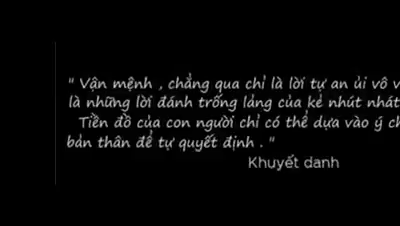 " Vận mệnh , chẳng qua chỉ là lời tự an ủi vô
là những lời đánh trống lảng của kẻ nhút nhát
Tiền đồ của con người chỉ có thể dựa vào ý
bản thân để tự quyết định . "
Khuyết danh